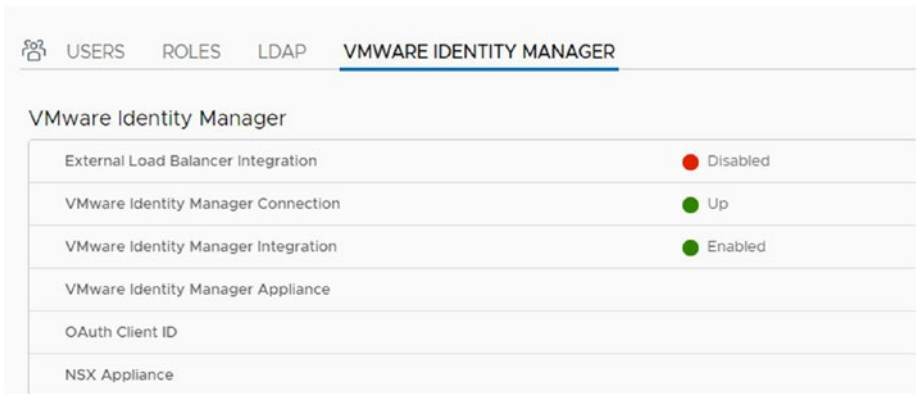 USERS ROLES LDAP VMWARE IDENTITY MANAGER
VMware Identity Manager
External Load Balancer Integration Disabled
VMware Identity Manager Connection Up
VMware Identity Manager Integration Enabled
VMware Identity Manager Appliance
OAuth Client ID
NSX Appliance